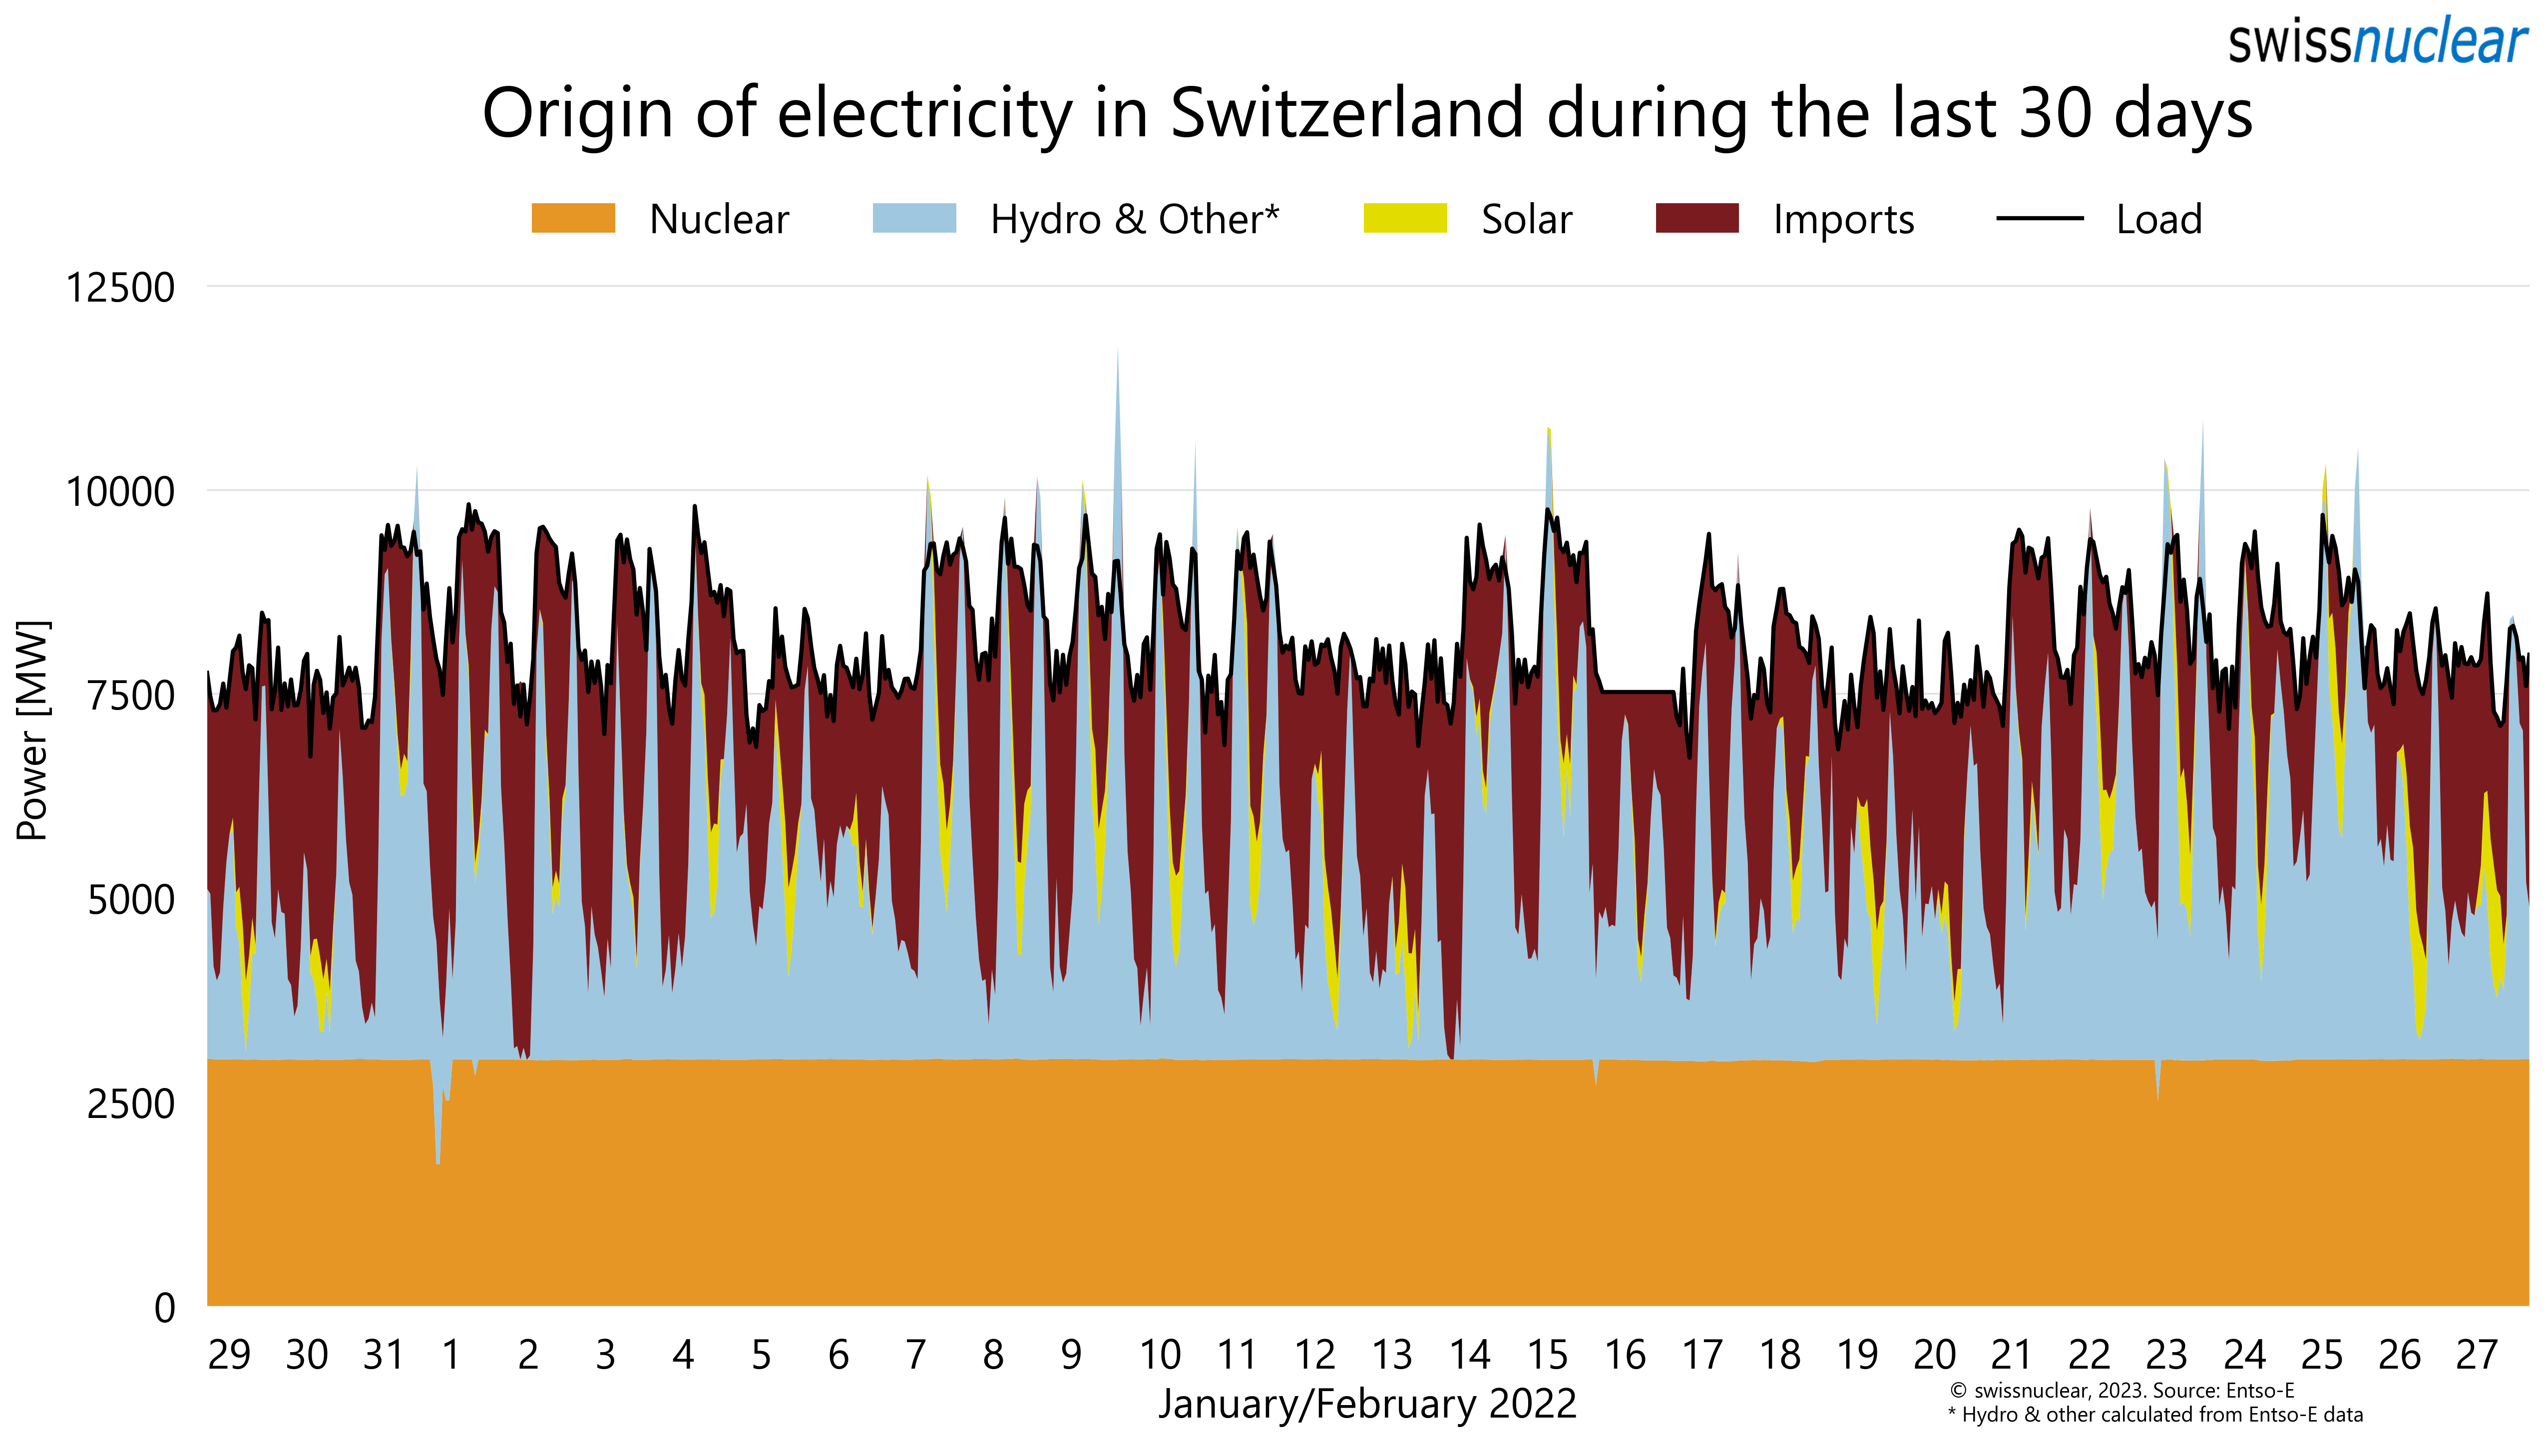 swissnuclear
Origin of electricity in Switzerland during the last 30 days
Nuclear Hydro & Other* Solar Imports Load
12500
10000
7500
5000
2500
0
Power [MW]
29 30 31 1 2 3 4 5 6 7 8 9 10 11 12 13 14 15 16 17 18 19 20 21 22 23 24 25 26 27
January/February 2022
© swissnuclear, 2023. Source: Entso-E
* Hydro & other calculated from Entso-E data